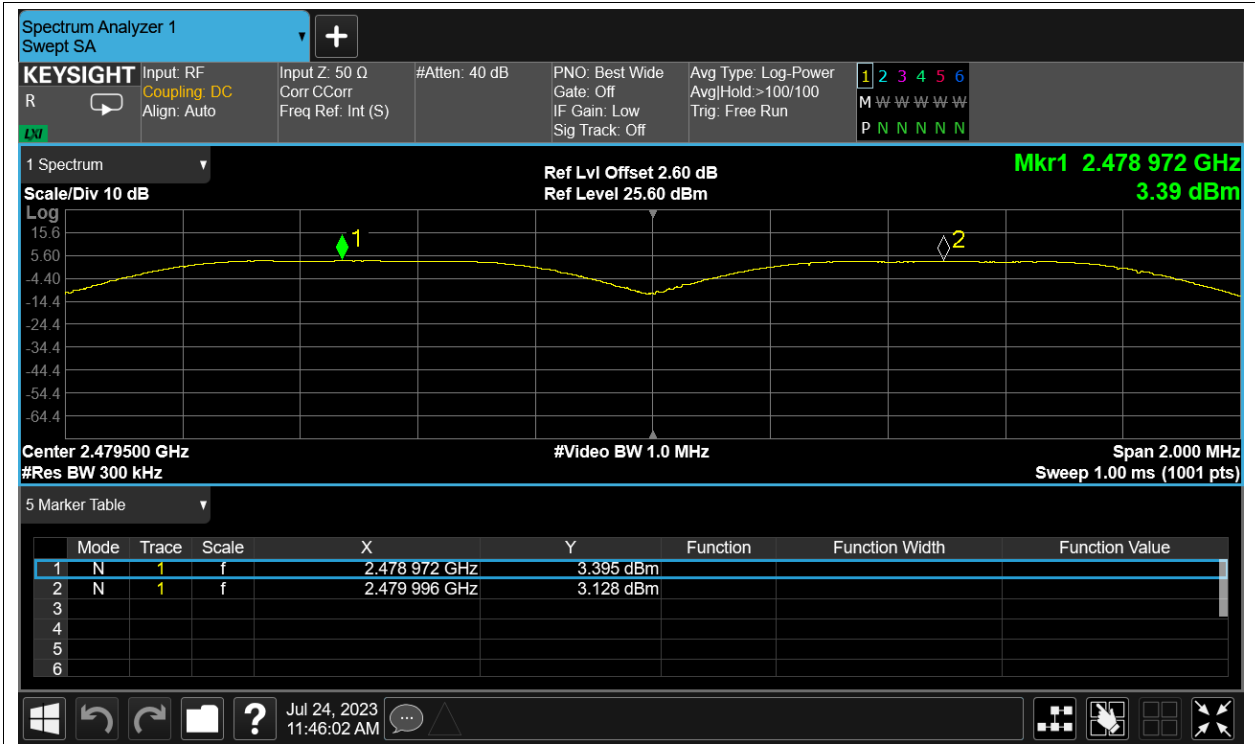 Spectrum Analyzer 1
Swept SA
KEYSIGHT
R
LXI
Input: RF
Coupling: DC
Align: Auto
Input Z: 50 Ω
Corr CCorr
Freq Ref: Int (S)
#Atten: 40 dB
PNO: Best Wide
Gate: Off
IF Gain: Low
Sig Track: Off
Avg Type: Log-Power
Avg|Hold:>100/100
Trig: Free Run
1 2 3 4 5 6
M W W W W W
P N N N N N
1 Spectrum
Scale/Div 10 dB
Ref Lvl Offset 2.60 dB
Ref Level 25.60 dBm
Mkr1 2.478 972 GHz
3.39 dBm
Log
15.6
5.60
-4.40
-14.4
-24.4
-34.4
-44.4
-54.4
-64.4
1
2
Center 2.479500 GHz
#Res BW 300 kHz
#Video BW 1.0 MHz
Span 2.000 MHz
Sweep 1.00 ms (1001 pts)
5 Marker Table
Mode Trace Scale X Y Function Function Width Function Value
1 N 1 f 2.478 972 GHz 3.395 dBm
2 N 1 f 2.479 996 GHz 3.128 dBm
3
4
5
6
?
Jul 24, 2023
11:46:02 AM